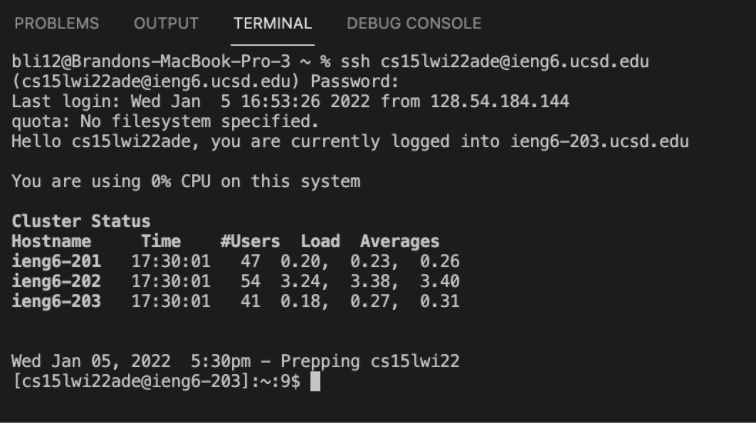 PROBLEMS OUTPUT TERMINAL DEBUG CONSOLE
bli12@Brandons-MacBook-Pro-3 ~ % ssh cs15lwi22ade@ieng6.ucsd.edu
(cs15lwi22ade@ieng6.ucsd.edu) Password:
Last login: Wed Jan  5 16:53:26 2022 from 128.54.184.144
quota: No filesystem specified.
Hello cs15lwi22ade, you are currently logged into ieng6-203.ucsd.edu
You are using 0% CPU on this system
Cluster Status
Hostname     Time    #Users  Load  Averages
ieng6-201   17:30:01   47  0.20,  0.23,  0.26
ieng6-202   17:30:01   54  3.24,  3.38,  3.40
ieng6-203   17:30:01   41  0.18,  0.27,  0.31
Wed Jan 05, 2022  5:30pm - Prepping cs15lwi22
[cs15lwi22ade@ieng6-203]:~:9$